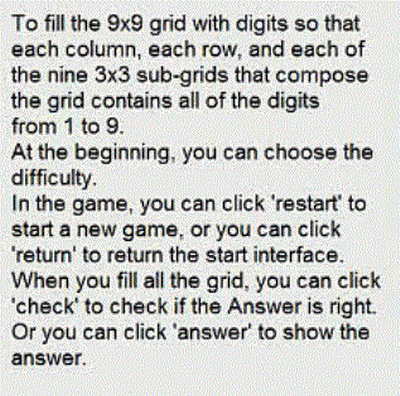 To fill the 9x9 grid with digits so that
each column, each row, and each of
the nine 3x3 sub-grids that compose
the grid contains all of the digits
from 1 to 9.
At the beginning, you can choose the
difficulty.
In the game, you can click 'restart' to
start a new game, or you can click
'return' to return the start interface.
When you fill all the grid, you can click
'check' to check if the Answer is right.
Or you can click 'answer' to show the
answer.